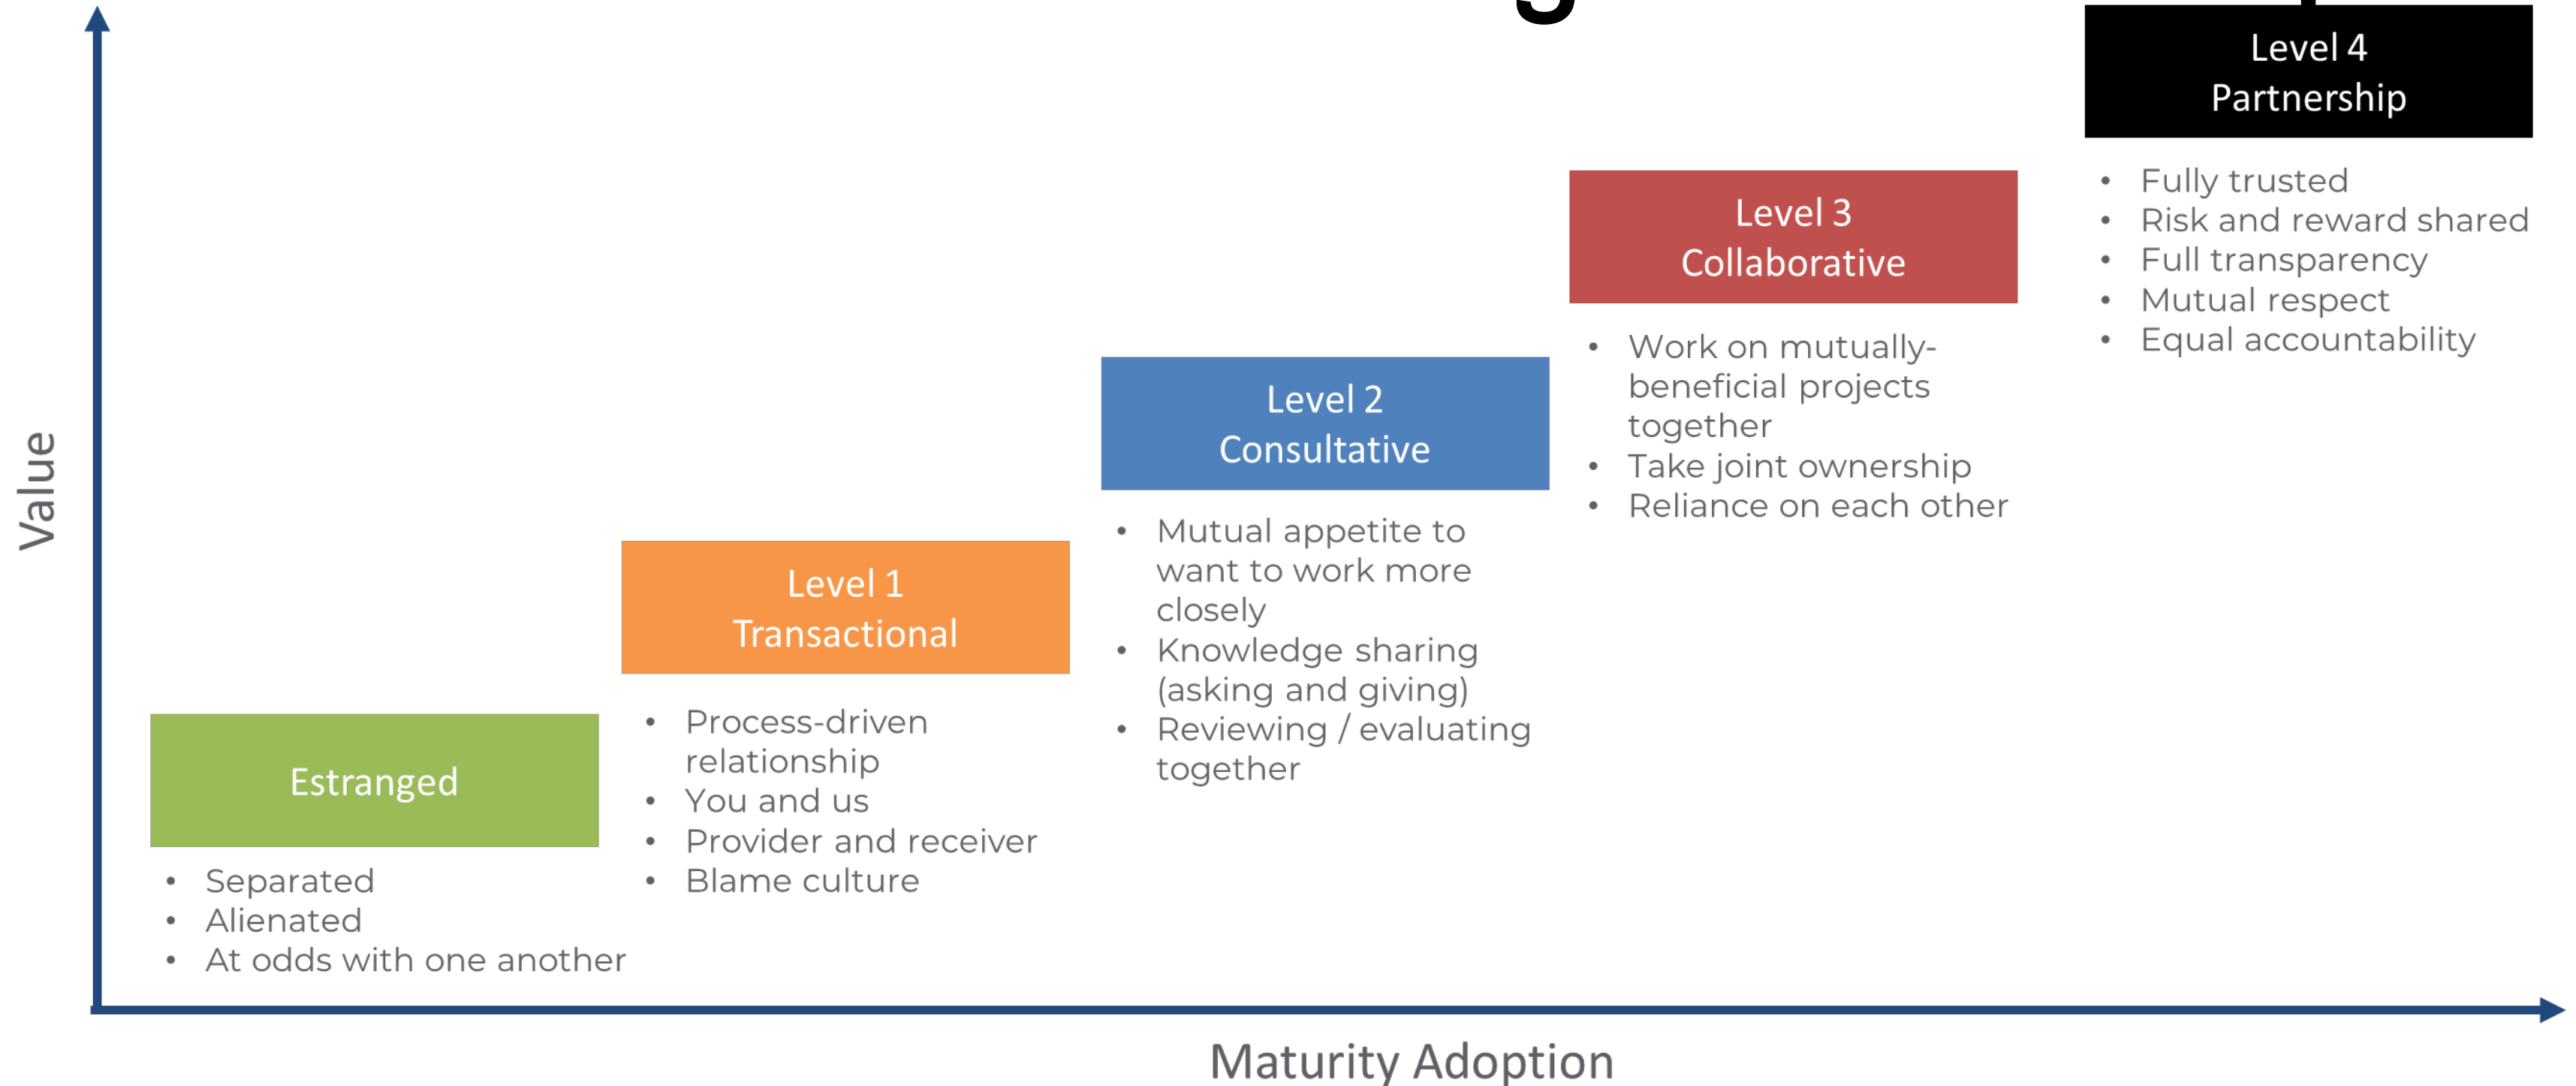 Level 4
Partnership
• Fully trusted
• Risk and reward shared
• Full transparency
• Mutual respect
• Equal accountability
Level 3
Collaborative
• Work on mutually-
beneficial projects
together
• Take joint ownership
• Reliance on each other
Level 2
Consultative
• Mutual appetite to
want to work more
closely
• Knowledge sharing
(asking and giving)
• Reviewing / evaluating
together
Level 1
Transactional
• Process-driven
relationship
• You and us
• Provider and receiver
• Blame culture
Estranged
• Separated
• Alienated
• At odds with one another
Value
Maturity Adoption